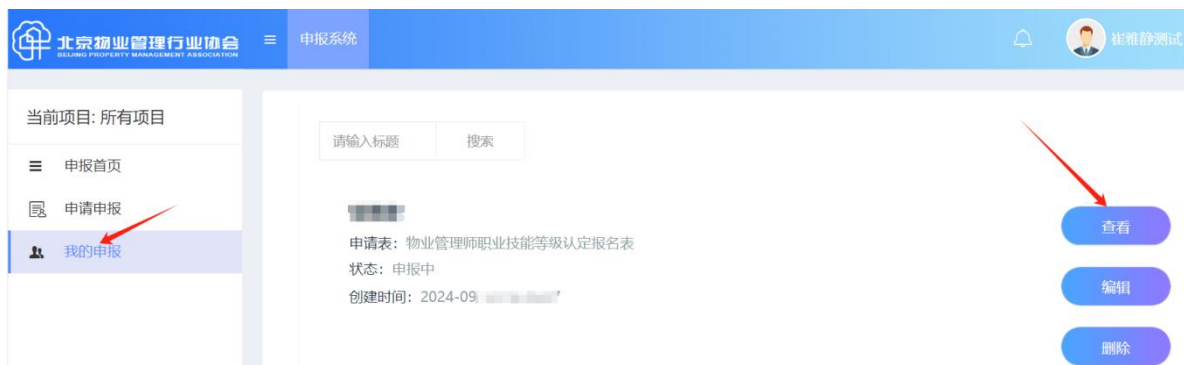 北京物业管理行业协会
BEIJING PROPERTY MANAGEMENT ASSOCIATION
申报系统
崔雅静测试
当前项目: 所有项目
申报首页
申请申报
我的申报
请输入标题 搜索
申请表: 物业管理师职业技能等级认定报名表
状态: 申报中
创建时间: 2024-09
查看
编辑
删除